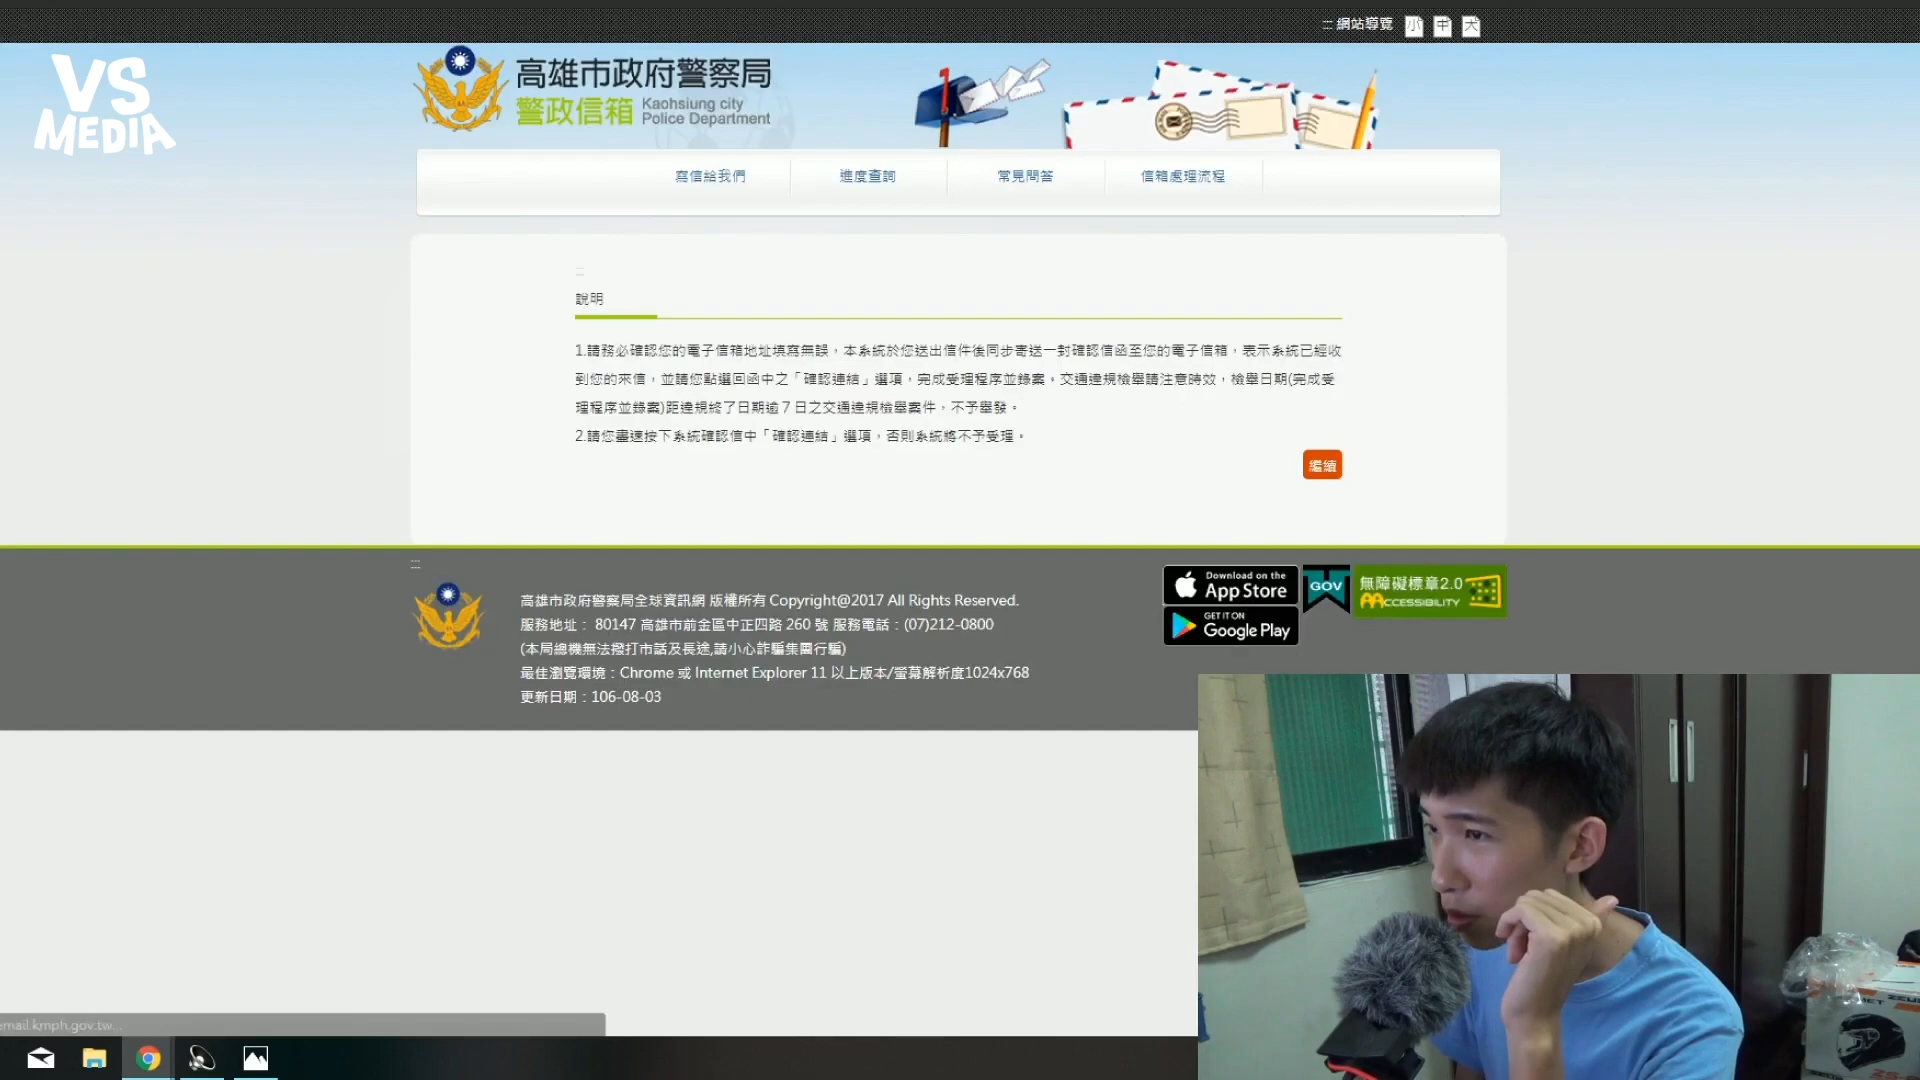 ::: 網站導覽 小 中 大
VS
MEDIA
高雄市政府警察局
警政信箱 Kaohsiung city
Police Department
寫信給我們 進度查詢 常見問答 信箱處理流程
:::
說明
1.請務必確認您的電子信箱地址填寫無誤，本系統於您送出信件後同步寄送一封確認信函至您的電子信箱，表示系統已經收
到您的來信，並請您點選回函中之「確認連結」選項，完成受理程序並錄案。交通違規檢舉請注意時效，檢舉日期(完成受
理程序並錄案)距違規終了日期逾７日之交通違規檢舉案件，不予舉發。
2.請您盡速按下系統確認信中「確認連結」選項，否則系統將不予受理。
繼續
:::
高雄市政府警察局全球資訊網 版權所有 Copyright@2017 All Rights Reserved.
服務地址： 80147 高雄市前金區中正四路 260 號 服務電話：(07)212-0800
(本局總機無法撥打市話及長途,請小心詐騙集團行騙)
最佳瀏覽環境：Chrome 或 Internet Explorer 11 以上版本/螢幕解析度1024x768
更新日期：106-08-03
Download on the
App Store
GET IT ON
Google Play
GOV
無障礙標章2.0
AACCESSIBILITY
email.kmph.gov.tw...